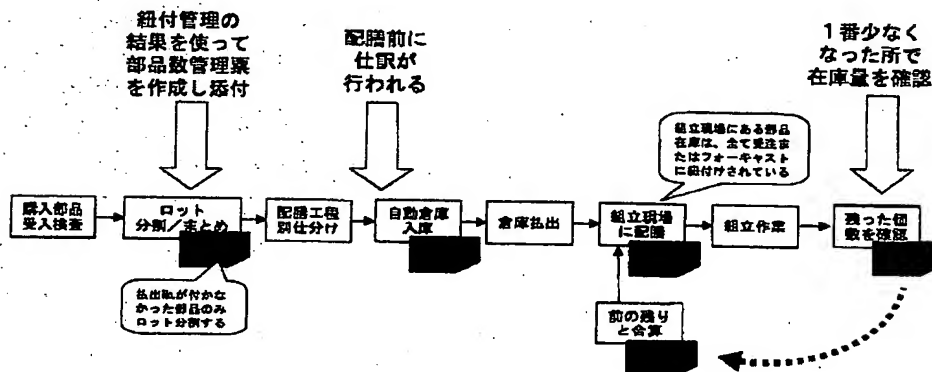 紐付管理の
結果を使って
部品数管理票
を作成し添付
配膳前に
仕訳が
行われる
1番少なく
なった所で
在庫量を確認
組立現場にある部品
在庫は、全て受注ま
たはフォーキャスト
に紐付けされている
購入部品
受入検査
ロット
分割/まとめ
配膳工程
別仕分け
自動倉庫
入庫
倉庫払出
組立現場
に配膳
組立作業
残った個
数を確認
払出No.が付かな
かった部品のみ
ロット分割する
前の残り
と合算